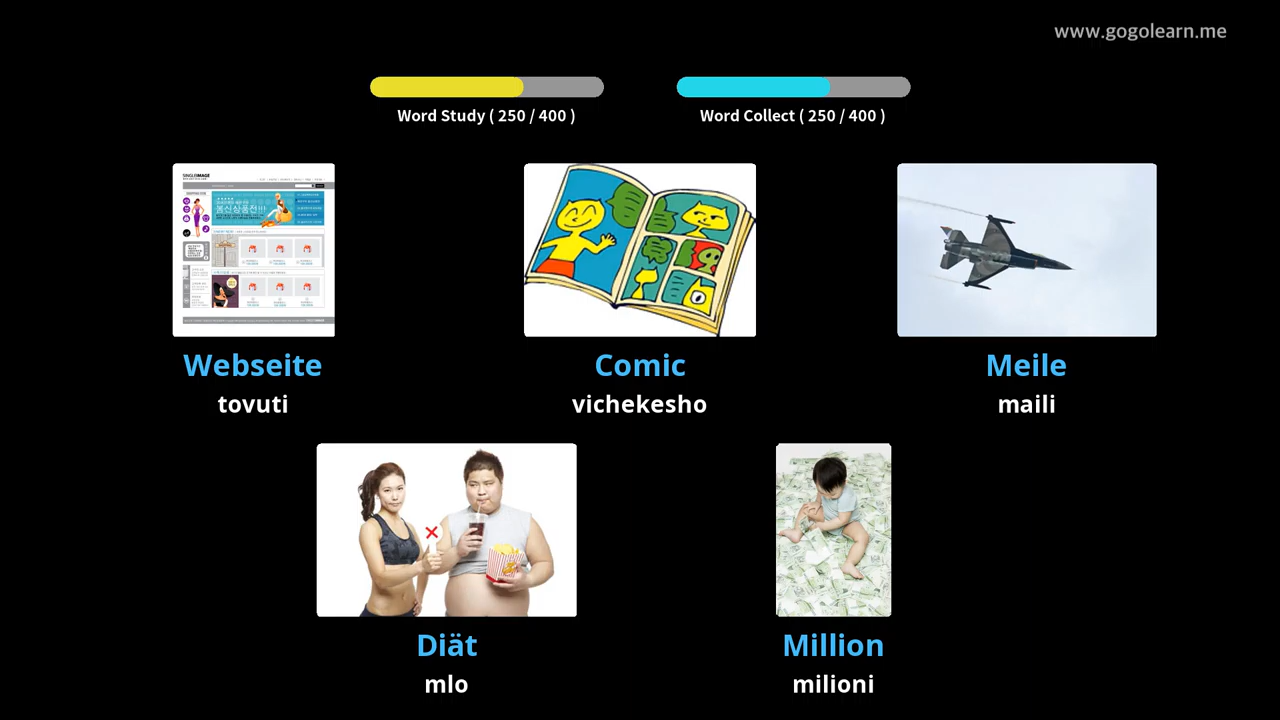 www.gogolearn.me
Word Study ( 250 / 400 )
Word Collect ( 250 / 400 )
Webseite
tovuti
Comic
vichekesho
Meile
maili
Diät
mlo
Million
milioni